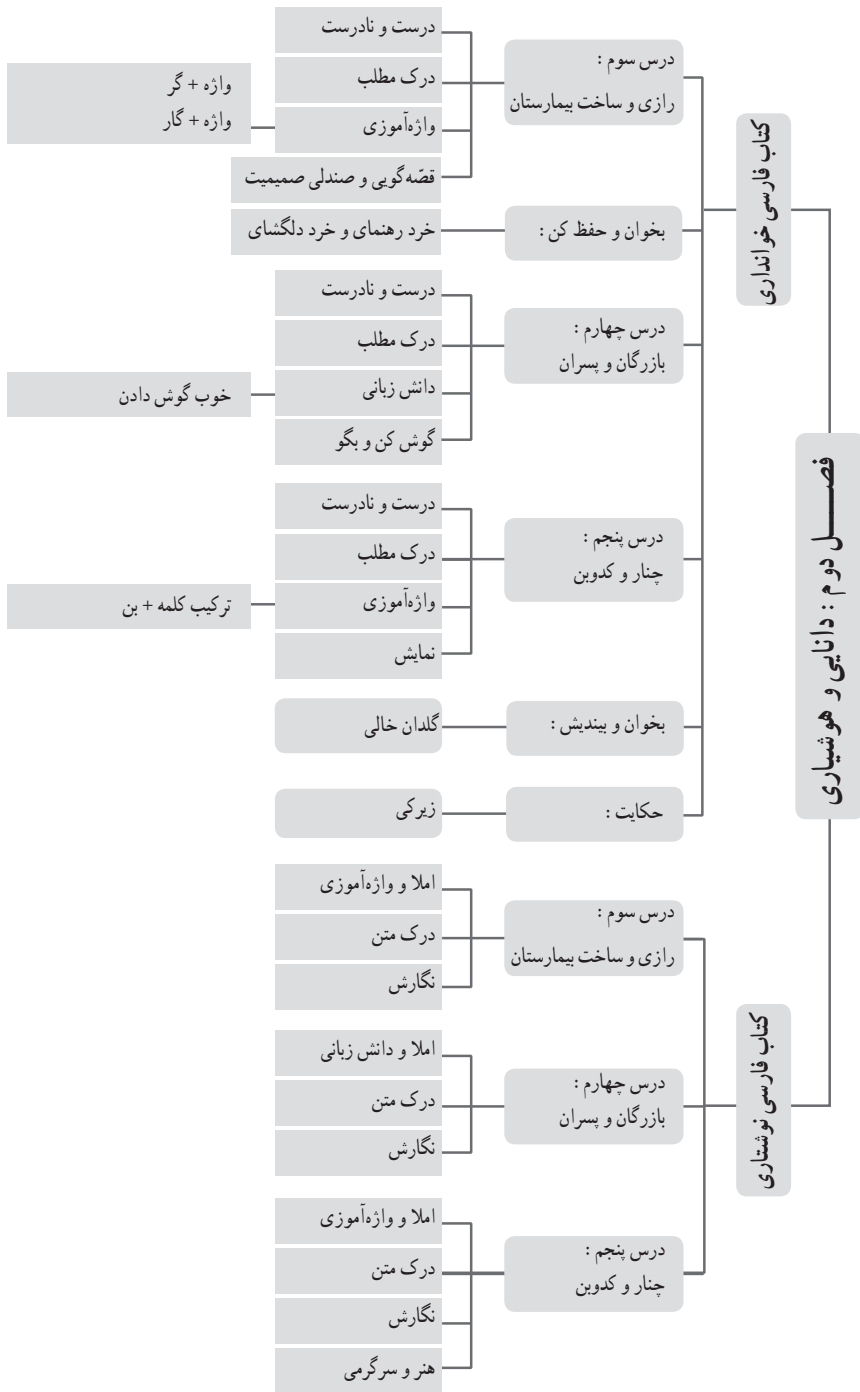 فصل دوم : دانایی و هوشیاری
کتاب فارسی خوانداری
درس سوم :
رازی و ساخت بیمارستان
درست و نادرست
درک مطلب
واژه‌آموزی
واژه + گر
واژه + گار
قصّه‌گویی و صندلی صمیمیت
بخوان و حفظ کن :
خرد رهنمای و خرد دلگشای
درس چهارم :
بازرگان و پسران
درست و نادرست
درک مطلب
دانش زبانی
خوب گوش دادن
گوش کن و بگو
درس پنجم :
چنار و کدوبن
درست و نادرست
درک مطلب
واژه‌آموزی
ترکیب کلمه + بن
نمایش
بخوان و بیندیش :
گلدان خالی
حکایت :
زیرکی
کتاب فارسی نوشتاری
درس سوم :
رازی و ساخت بیمارستان
املا و واژه‌آموزی
درک متن
نگارش
درس چهارم :
بازرگان و پسران
املا و دانش زبانی
درک متن
نگارش
درس پنجم :
چنار و کدوبن
املا و واژه‌آموزی
درک متن
نگارش
هنر و سرگرمی